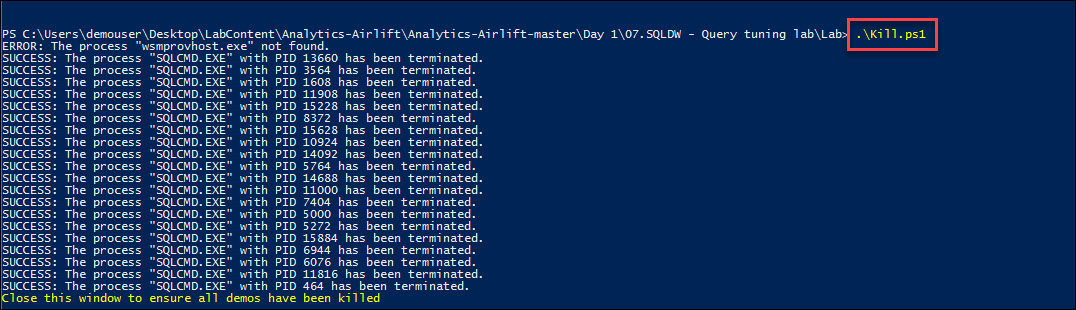 PS C:\Users\demouser\Desktop\LabContent\Analytics-Airlift\Analytics-Airlift-master\Day 1\07.SQLDW - Query tuning lab\Lab> .\Kill.ps1
ERROR: The process "wsmprovhost.exe" not found.
SUCCESS: The process "SQLCMD.EXE" with PID 13660 has been terminated.
SUCCESS: The process "SQLCMD.EXE" with PID 3564 has been terminated.
SUCCESS: The process "SQLCMD.EXE" with PID 1608 has been terminated.
SUCCESS: The process "SQLCMD.EXE" with PID 11908 has been terminated.
SUCCESS: The process "SQLCMD.EXE" with PID 15228 has been terminated.
SUCCESS: The process "SQLCMD.EXE" with PID 8372 has been terminated.
SUCCESS: The process "SQLCMD.EXE" with PID 15628 has been terminated.
SUCCESS: The process "SQLCMD.EXE" with PID 10924 has been terminated.
SUCCESS: The process "SQLCMD.EXE" with PID 14092 has been terminated.
SUCCESS: The process "SQLCMD.EXE" with PID 5764 has been terminated.
SUCCESS: The process "SQLCMD.EXE" with PID 14688 has been terminated.
SUCCESS: The process "SQLCMD.EXE" with PID 11000 has been terminated.
SUCCESS: The process "SQLCMD.EXE" with PID 7404 has been terminated.
SUCCESS: The process "SQLCMD.EXE" with PID 5000 has been terminated.
SUCCESS: The process "SQLCMD.EXE" with PID 5272 has been terminated.
SUCCESS: The process "SQLCMD.EXE" with PID 15884 has been terminated.
SUCCESS: The process "SQLCMD.EXE" with PID 6944 has been terminated.
SUCCESS: The process "SQLCMD.EXE" with PID 6076 has been terminated.
SUCCESS: The process "SQLCMD.EXE" with PID 11816 has been terminated.
SUCCESS: The process "SQLCMD.EXE" with PID 464 has been terminated.
Close this window to ensure all demos have been killed